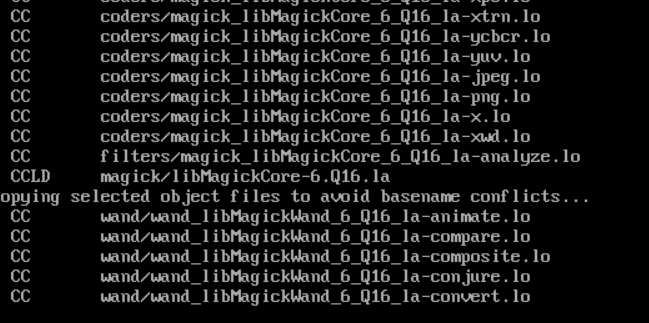 CC coders/magick_libMagickCore_6_Q16_la-xtrn.lo
CC coders/magick_libMagickCore_6_Q16_la-ycbcr.lo
CC coders/magick_libMagickCore_6_Q16_la-yuv.lo
CC coders/magick_libMagickCore_6_Q16_la-jpeg.lo
CC coders/magick_libMagickCore_6_Q16_la-png.lo
CC coders/magick_libMagickCore_6_Q16_la-x.lo
CC coders/magick_libMagickCore_6_Q16_la-xwd.lo
CC filters/magick_libMagickCore_6_Q16_la-analyze.lo
CCLD magick/libMagickCore-6.Q16.la
opying selected object files to avoid basename conflicts...
CC wand/wand_libMagickWand_6_Q16_la-animate.lo
CC wand/wand_libMagickWand_6_Q16_la-compare.lo
CC wand/wand_libMagickWand_6_Q16_la-composite.lo
CC wand/wand_libMagickWand_6_Q16_la-conjure.lo
CC wand/wand_libMagickWand_6_Q16_la-convert.lo